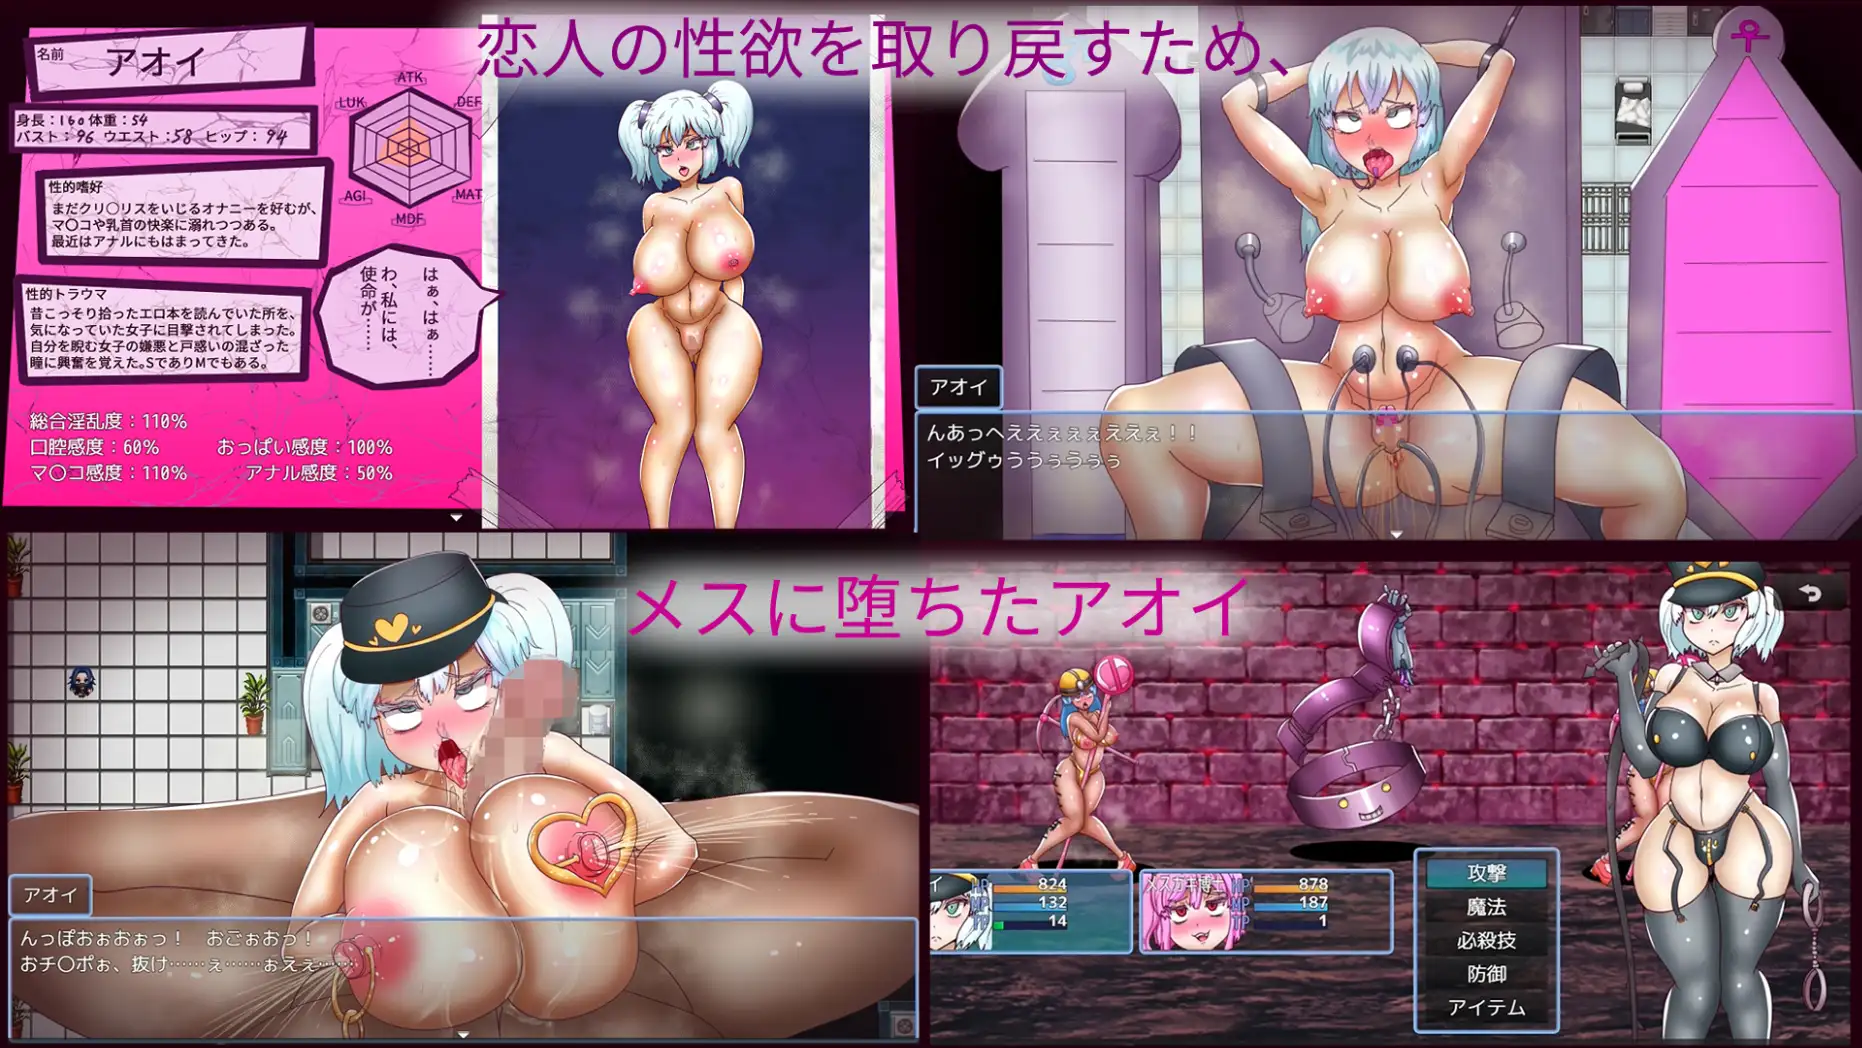 恋人の性欲を取り戻すため、
名前
アオイ
身長：160 体重：54
バスト：96 ウエスト：58 ヒップ：94
ATK
DEF
MAT
MDF
AGI
LUK
性的嗜好
まだクリ〇リスをいじるオナニーを好むが、
マ〇コや乳首の快楽に溺れつつある。
最近はアナルにもはまってきた。
性的トラウマ
昔こっそり拾ったエロ本を読んでいた所を、
気になっていた女子に目撃されてしまった。
自分を睨む女子の嫌悪と戸惑いの混ざった
瞳に興奮を覚えた。SでありMでもある。
はぁ、はぁ……
わ、私には、
使命が……
総合淫乱度：110%
口腔感度：60% おっぱい感度：100%
マ〇コ感度：110% アナル感度：50%
アオイ
んあっへええぇぇぇええぇ！！
イッグゥううぅうぅぅ
メスに堕ちたアオイ
アオイ
んっぽおぉおぉっ！　おごぉおっ！
おチ〇ポぉ、抜け……ぇ……ぉえぇ……
イ
HP 824
MP 132
TP 14
メスガキ博士
HP 878
MP 187
TP 1
攻撃
魔法
必殺技
防御
アイテム